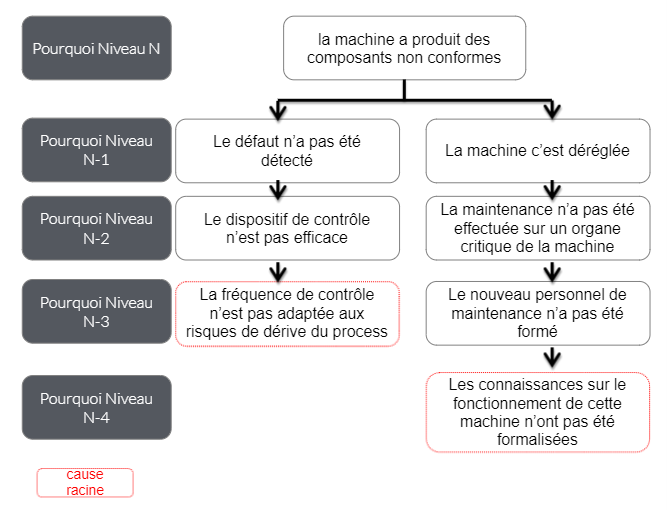 Pourquoi Niveau N
la machine a produit des
composants non conformes
Pourquoi Niveau
N-1
Le défaut n'a pas été
détecté
La machine c'est déréglée
Pourquoi Niveau
N-2
Le dispositif de contrôle
n'est pas efficace
La maintenance n'a pas été
effectuée sur un organe
critique de la machine
Pourquoi Niveau
N-3
La fréquence de contrôle
n'est pas adaptée aux
risques de dérive du process
Le nouveau personnel de
maintenance n'a pas été
formé
Pourquoi Niveau
N-4
Les connaissances sur le
fonctionnement de cette
machine n'ont pas été
formalisées
cause
racine